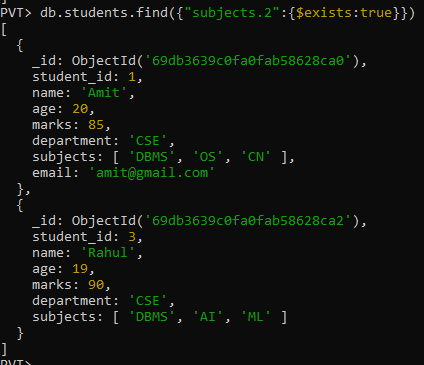 ]
PVT> db.students.find({"subjects.2":{$exists:true}})
[
  {
    _id: ObjectId('69db3639c0fa0fab58628ca0'),
    student_id: 1,
    name: 'Amit',
    age: 20,
    marks: 85,
    department: 'CSE',
    subjects: [ 'DBMS', 'OS', 'CN' ],
    email: 'amit@gmail.com'
  },
  {
    _id: ObjectId('69db3639c0fa0fab58628ca2'),
    student_id: 3,
    name: 'Rahul',
    age: 19,
    marks: 90,
    department: 'CSE',
    subjects: [ 'DBMS', 'AI', 'ML' ]
  }
]
PVT>